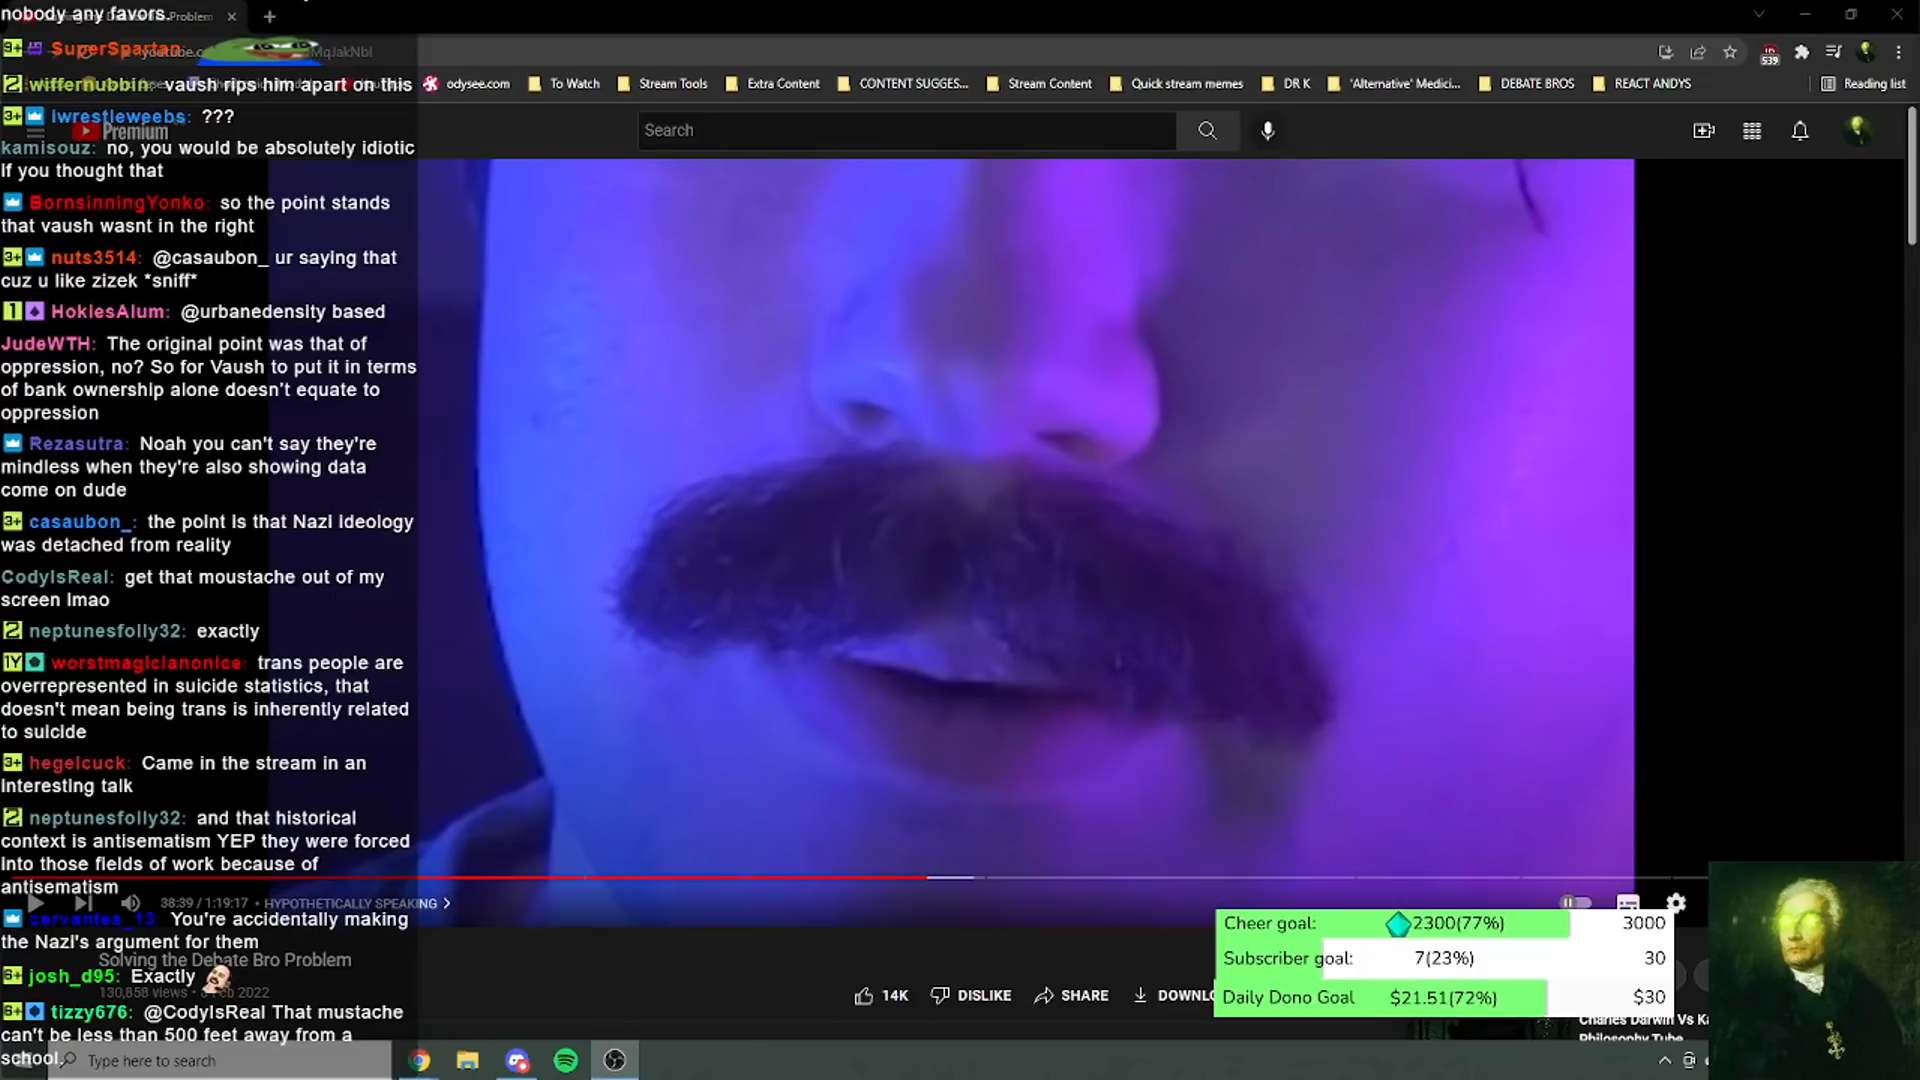 nobody any favors.
Problem
SuperSpartan:
youtube.c
MqJakNbI
wiffernubbin: vaush rips him apart on this
odysee.com
To Watch
Stream Tools
Extra Content
CONTENT SUGGES...
Stream Content
Quick stream memes
DR K
'Alternative' Medici...
DEBATE BROS
REACT ANDYS
Reading list
539
iwrestleweebs: ???
Premium
Search
kamisouz: no, you would be absolutely idiotic
if you thought that
BornsinningYonko: so the point stands
that vaush wasnt in the right
nuts3514: @casaubon_ ur saying that
cuz u like zizek *sniff*
HokiesAlum: @urbanedensity based
JudeWTH: The original point was that of
oppression, no? So for Vaush to put it in terms
of bank ownership alone doesn't equate to
oppression
Rezasutra: Noah you can't say they're
mindless when they're also showing data
come on dude
casaubon_: the point is that Nazi ideology
was detached from reality
CodyIsReal: get that moustache out of my
screen lmao
neptunesfolly32: exactly
worstmagicianonice: trans people are
overrepresented in suicide statistics, that
doesn't mean being trans is inherently related
to suicide
hegelcuck: Came in the stream in an
interesting talk
neptunesfolly32: and that historical
context is antisematism YEP they were forced
into those fields of work because of
antisematism
38:39 / 1:19:17 • HYPOTHETICALLY SPEAKING
cervantes_13: You're accidentally making
the Nazi's argument for them
Solving the Debate Bro Problem
josh_d95: Exactly
130,858 views • 8 Feb 2022
14K
DISLIKE
SHARE
DOWNLO
tizzy676: @CodyIsReal That mustache
can't be less than 500 feet away from a
school.
Cheer goal: 2300(77%) 3000
Subscriber goal: 7(23%) 30
Daily Dono Goal $21.51(72%) $30
Charles Darwin Vs Ka
Philosophy Tube
Type here to search